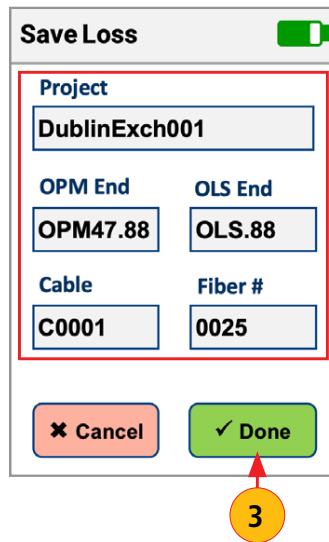 Save Loss
Project
DublinExch001
OPM End OLS End
OPM47.88 OLS.88
Cable Fiber #
C0001 0025
✖ Cancel ✓ Done
3